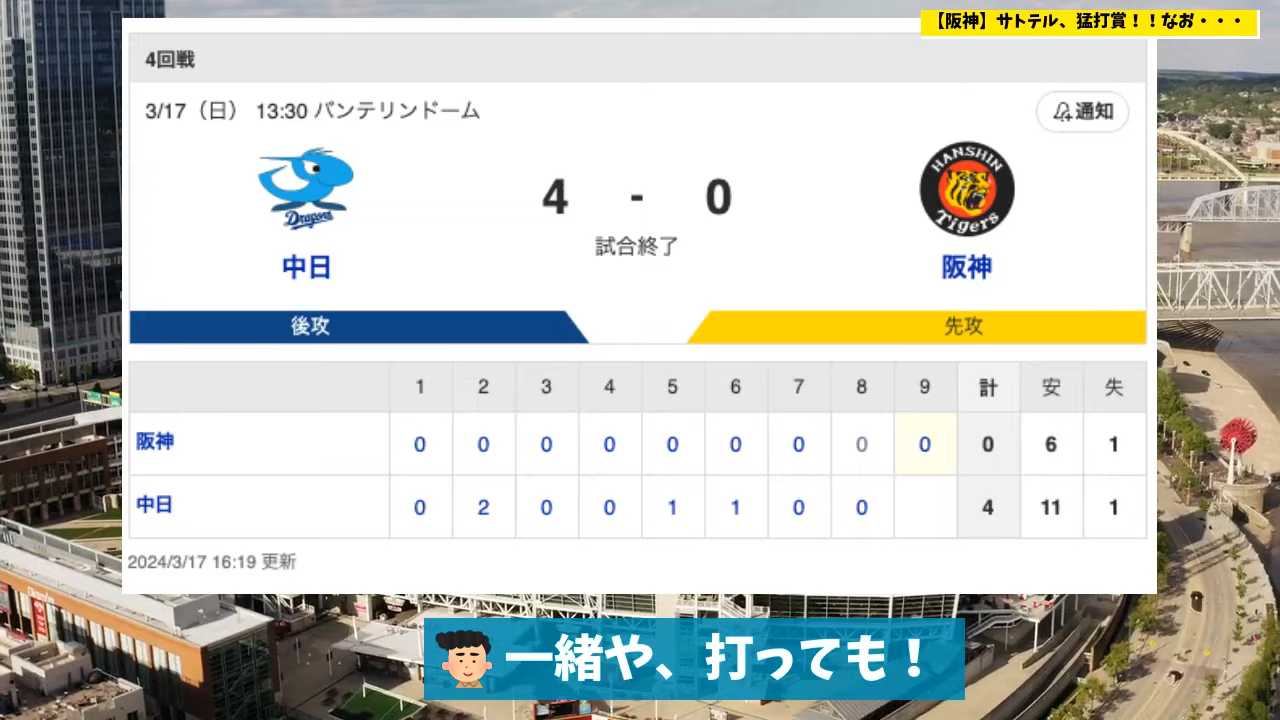 【阪神】サトテル、猛打賞！！なお・・・
4回戦
3/17（日） 13:30 バンテリンドーム
通知
Dragons
HANSHIN
Tigers
4 - 0
試合終了
中日
阪神
後攻
先攻
1 2 3 4 5 6 7 8 9 計 安 失
阪神 0 0 0 0 0 0 0 0 0 0 6 1
中日 0 2 0 0 1 1 0 0 4 11 1
2024/3/17 16:19 更新
一緒や、打っても！